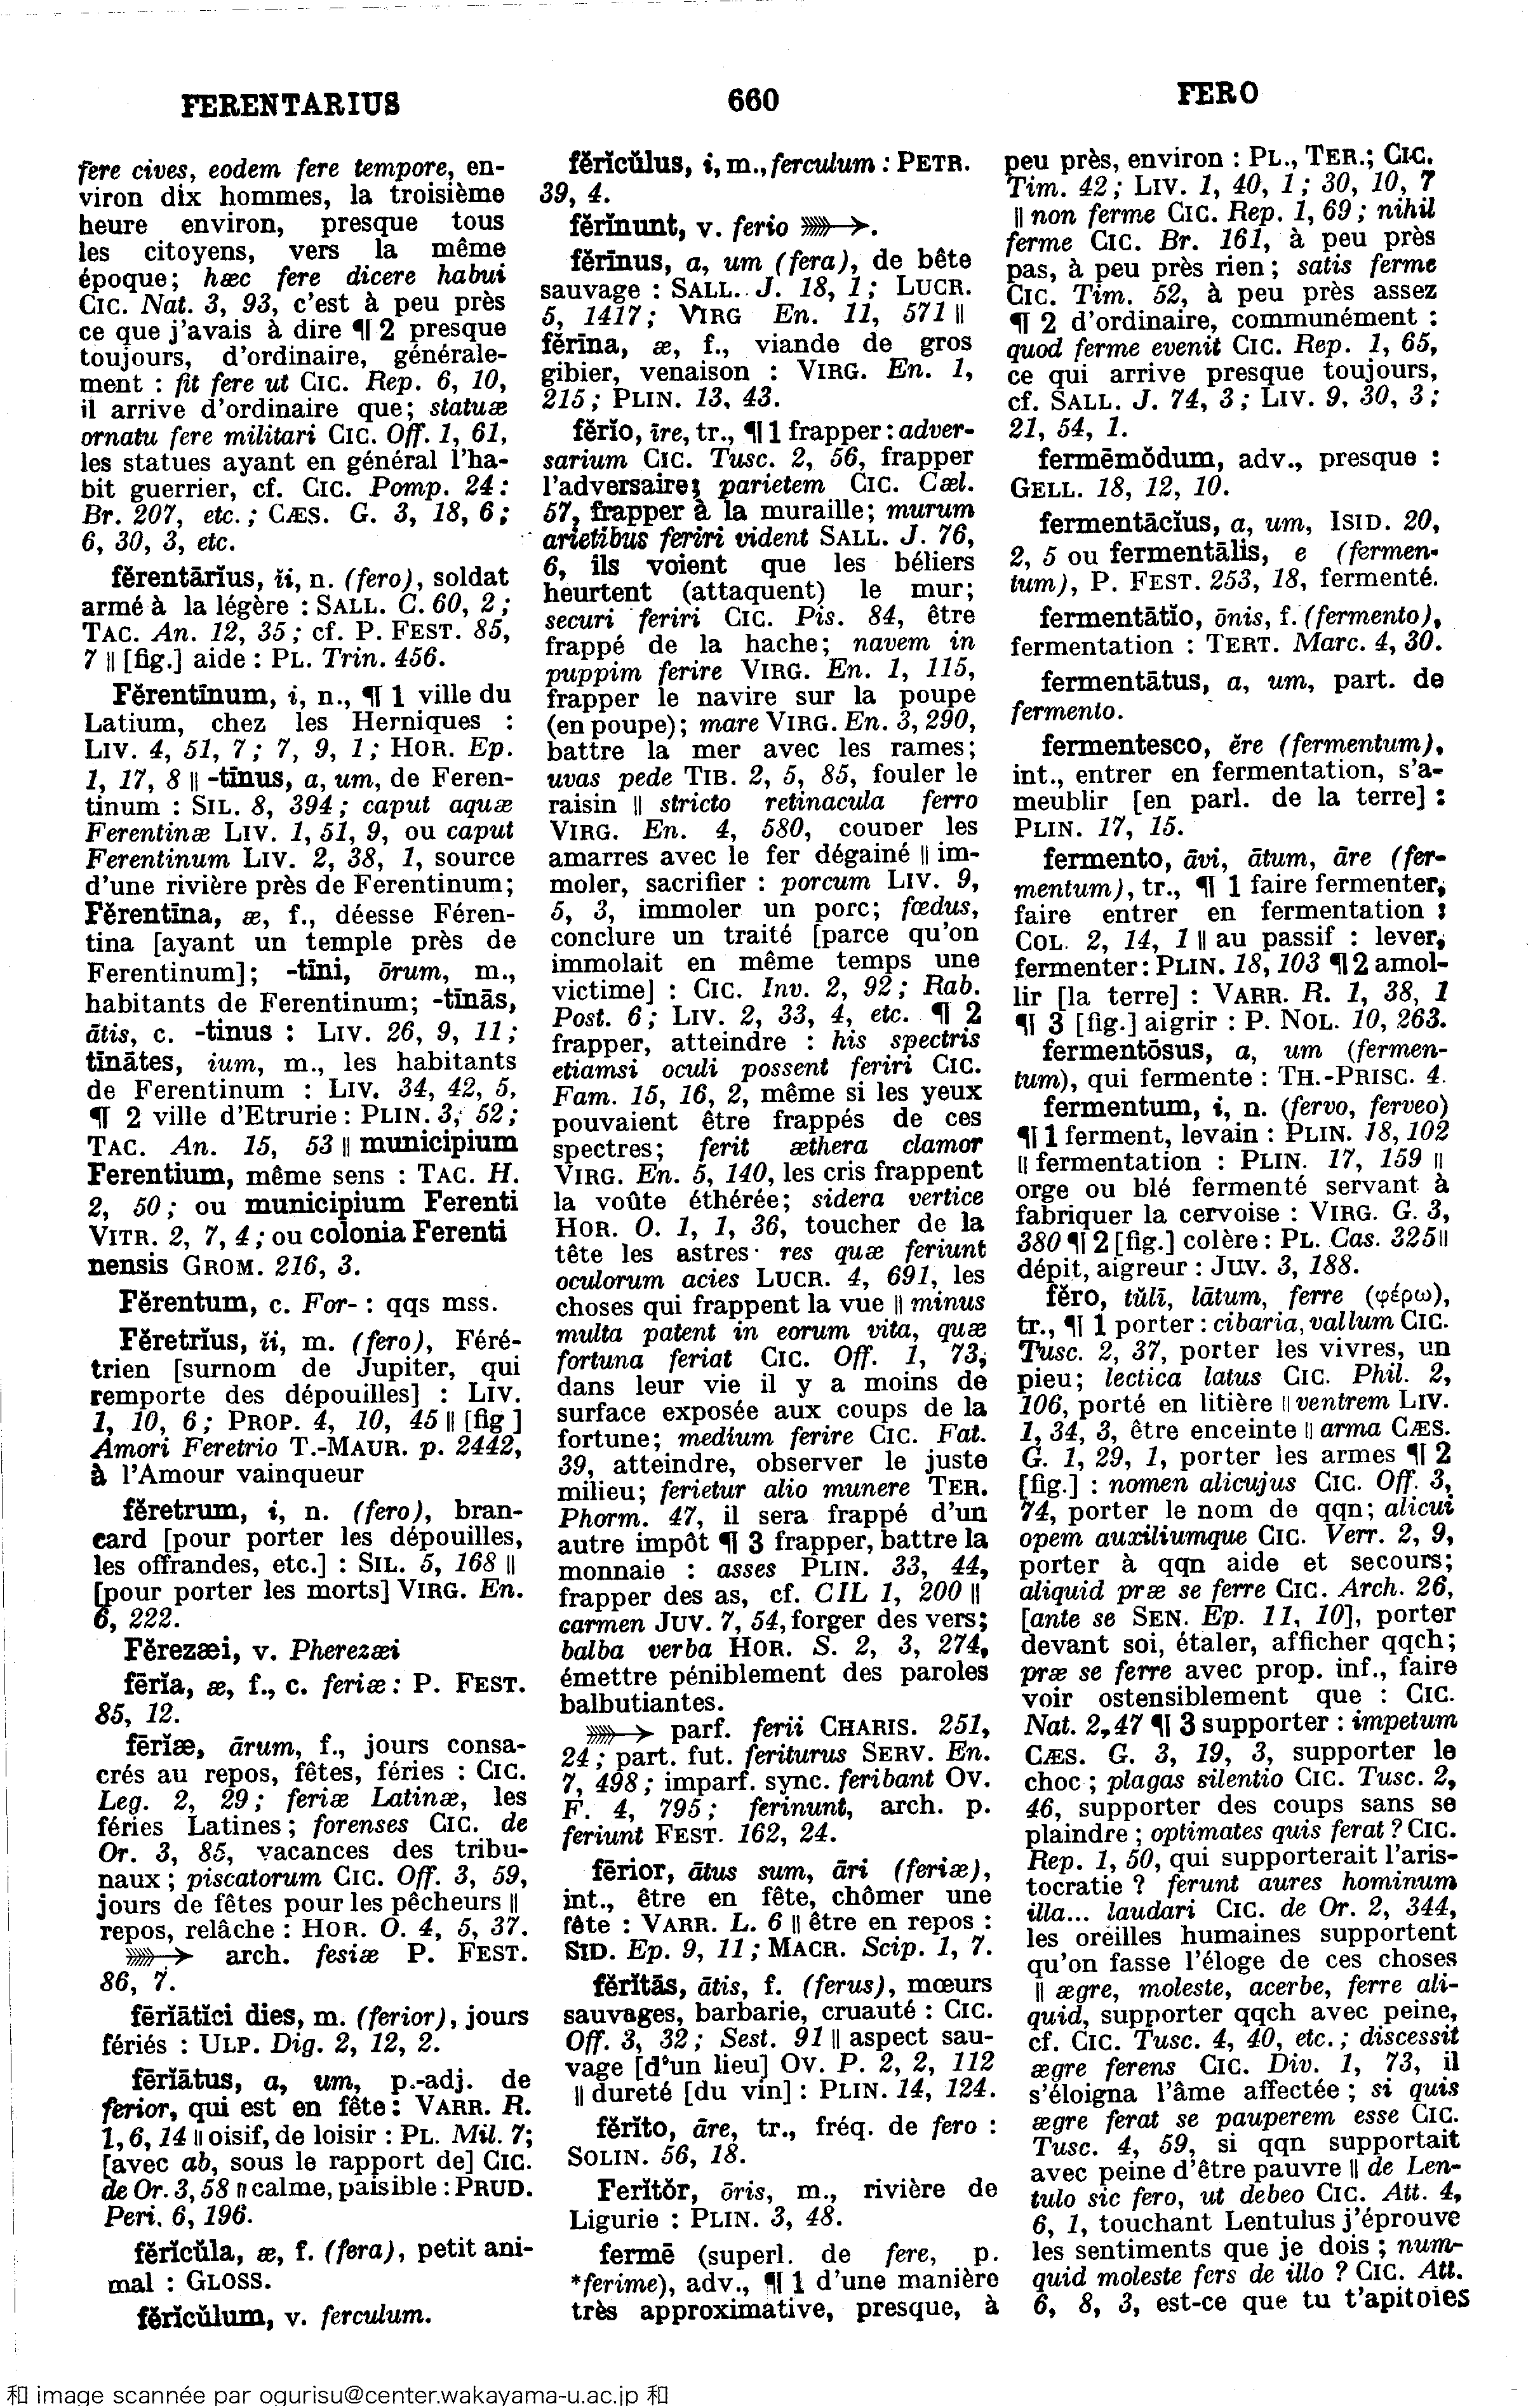 FERENTARIUS
660
FERO
fere cives, eodem fere tempore, en-
viron dix hommes, la troisième
heure environ, presque tous
les citoyens, vers la même
époque; hæc fere dicere habui
CIC. Nat. 3, 93, c'est à peu près
ce que j'avais à dire ¶ 2 presque
toujours, d'ordinaire, générale-
ment : fit fere ut CIC. Rep. 6, 10,
il arrive d'ordinaire que; statuæ
ornatu fere militari CIC. Off. 1, 61,
les statues ayant en général l'ha-
bit guerrier, cf. CIC. Pomp. 24:
Br. 207, etc.; CÆS. G. 3, 18, 6;
6, 30, 3, etc.
fĕrentārĭus, ĭi, n. (fero), soldat
armé à la légère : SALL. C. 60, 2;
TAC. An. 12, 35; cf. P. FEST. 85,
7 || [fig.] aide : PL. Trin. 456.
Fĕrentīnum, i, n., ¶ 1 ville du
Latium, chez les Herniques :
LIV. 4, 51, 7; 7, 9, 1; HOR. Ep.
1, 17, 8 || -tīnus, a, um, de Feren-
tinum : SIL. 8, 394; caput aquæ
Ferentinæ LIV. 1, 51, 9, ou caput
Ferentinum LIV. 2, 38, 1, source
d'une rivière près de Ferentinum;
Fĕrentīna, æ, f., déesse Féren-
tina [ayant un temple près de
Ferentinum]; -tīni, ōrum, m.,
habitants de Ferentinum; -tīnās,
ātis, c. -tinus : LIV. 26, 9, 11;
tīnātes, ium, m., les habitants
de Ferentinum : LIV. 34, 42, 5,
¶ 2 ville d'Etrurie : PLIN. 3, 52;
TAC. An. 15, 53 || municipium
Ferentium, même sens : TAC. H.
2, 50; ou municipium Ferenti
VITR. 2, 7, 4; ou colonia Ferenti
nensis GROM. 216, 3.
Fĕrentum, c. For- : qqs mss.
Fĕretrĭus, ĭi, m. (fero), Féré-
trien [surnom de Jupiter, qui
remporte des dépouilles] : LIV.
1, 10, 6; PROP. 4, 10, 45 || [fig ]
Amori Feretrio T.-MAUR. p. 2442,
à l'Amour vainqueur
fĕretrum, i, n. (fero), bran-
card [pour porter les dépouilles,
les offrandes, etc.] : SIL. 5, 168 ||
[pour porter les morts] VIRG. En.
6, 222.
Fĕrezæi, v. Pherezæi
fērĭa, æ, f., c. feriæ : P. FEST.
85, 12.
fērĭæ, ārum, f., jours consa-
crés au repos, fêtes, féries : CIC.
Leg. 2, 29; feriæ Latinæ, les
féries Latines; forenses CIC. de
Or. 3, 85, vacances des tribu-
naux; piscatorum CIC. Off. 3, 59,
jours de fêtes pour les pêcheurs ||
repos, relâche : HOR. O. 4, 5, 37.
➳ arch. fesiæ P. FEST.
86, 7.
fērĭātĭci dies, m. (ferior), jours
fériés : ULP. Dig. 2, 12, 2.
fērĭātus, a, um, p.-adj. de
ferior, qui est en fête : VARR. R.
1, 6, 14 || oisif, de loisir : PL. Mil. 7;
[avec ab, sous le rapport de] CIC.
de Or. 3, 58 || calme, paisible : PRUD.
Peri. 6, 196.
fĕrĭcŭla, æ, f. (fera), petit ani-
mal : GLOSS.
fĕrĭcŭlum, v. ferculum.
fĕrĭcŭlus, i, m., ferculum : PETR.
39, 4.
fĕrĭnunt, v. ferio ➳.
fĕrīnus, a, um (fera), de bête
sauvage : SALL. J. 18, 1; LUCR.
5, 1417; VIRG En. 11, 571 ||
fĕrīna, æ, f., viande de gros
gibier, venaison : VIRG. En. 1,
215; PLIN. 13, 43.
fĕrĭo, īre, tr., ¶ 1 frapper : adver-
sarium CIC. Tusc. 2, 56, frapper
l'adversaire; parietem CIC. Cæl.
57, frapper à la muraille; murum
arietibus feriri vident SALL. J. 76,
6, ils voient que les béliers
heurtent (attaquent) le mur;
securi feriri CIC. Pis. 84, être
frappé de la hache; navem in
puppim ferire VIRG. En. 1, 115,
frapper le navire sur la poupe
(en poupe); mare VIRG. En. 3, 290,
battre la mer avec les rames;
uvas pede TIB. 2, 5, 85, fouler le
raisin || stricto retinacula ferro
VIRG. En. 4, 580, couper les
amarres avec le fer dégainé || im-
moler, sacrifier : porcum LIV. 9,
5, 3, immoler un porc; fœdus,
conclure un traité [parce qu'on
immolait en même temps une
victime] : CIC. Inv. 2, 92; Rab.
Post. 6; LIV. 2, 33, 4, etc. ¶ 2
frapper, atteindre : his spectris
etiamsi oculi possent feriri CIC.
Fam. 15, 16, 2, même si les yeux
pouvaient être frappés de ces
spectres; ferit æthera clamor
VIRG. En. 5, 140, les cris frappent
la voûte éthérée; sidera vertice
HOR. O. 1, 1, 36, toucher de la
tête les astres· res quæ feriunt
oculorum acies LUCR. 4, 691, les
choses qui frappent la vue || minus
multa patent in eorum vita, quæ
fortuna feriat CIC. Off. 1, 73,
dans leur vie il y a moins de
surface exposée aux coups de la
fortune; medium ferire CIC. Fat.
39, atteindre, observer le juste
milieu; ferietur alio munere TER.
Phorm. 47, il sera frappé d'un
autre impôt ¶ 3 frapper, battre la
monnaie : asses PLIN. 33, 44,
frapper des as, cf. CIL 1, 200 ||
carmen JUV. 7, 54, forger des vers;
balba verba HOR. S. 2, 3, 274,
émettre péniblement des paroles
balbutiantes.
➳ parf. ferii CHARIS. 251,
24; part. fut. feriturus SERV. En.
7, 498; imparf. sync. feribant OV.
F. 4, 795; ferinunt, arch. p.
feriunt FEST. 162, 24.
fērior, ātus sum, āri (feriæ),
int., être en fête, chômer une
fête : VARR. L. 6 || être en repos :
SID. Ep. 9, 11; MACR. Scip. 1, 7.
fĕrĭtās, ātis, f. (ferus), mœurs
sauvages, barbarie, cruauté : CIC.
Off. 3, 32; Sest. 91 || aspect sau-
vage [d'un lieu] OV. P. 2, 2, 112
|| dureté [du vin] : PLIN. 14, 124.
fĕrĭto, āre, tr., fréq. de fero :
SOLIN. 56, 18.
Ferĭtŏr, ōris, m., rivière de
Ligurie : PLIN. 3, 48.
fermē (superl. de fere, p.
*ferime), adv., ¶ 1 d'une manière
très approximative, presque, à
peu près, environ : PL., TER.; CIC.
Tim. 42; LIV. 1, 40, 1; 30, 10, 7
|| non ferme CIC. Rep. 1, 69; nihil
ferme CIC. Br. 161, à peu près
pas, à peu près rien; satis ferme
CIC. Tim. 52, à peu près assez
¶ 2 d'ordinaire, communément :
quod ferme evenit CIC. Rep. 1, 65,
ce qui arrive presque toujours,
cf. SALL. J. 74, 3; LIV. 9, 30, 3;
21, 54, 1.
fermēmŏdum, adv., presque :
GELL. 18, 12, 10.
fermentācĭus, a, um, ISID. 20,
2, 5 ou fermentālis, e (fermen-
tum), P. FEST. 253, 18, fermenté.
fermentātĭo, ōnis, f. (fermento),
fermentation : TERT. Marc. 4, 30.
fermentātus, a, um, part. de
fermento.
fermentesco, ĕre (fermentum),
int., entrer en fermentation, s'a-
meublir [en parl. de la terre] :
PLIN. 17, 15.
fermento, āvi, ātum, āre (fer-
mentum), tr., ¶ 1 faire fermenter,
faire entrer en fermentation :
COL. 2, 14, 1 || au passif : lever,
fermenter : PLIN. 18, 103 ¶ 2 amol-
lir [la terre] : VARR. R. 1, 38, 1
¶ 3 [fig.] aigrir : P. NOL. 10, 263.
fermentōsus, a, um (fermen-
tum), qui fermente : TH.-PRISC. 4.
fermentum, i, n. (fervo, ferveo)
¶ 1 ferment, levain : PLIN. 18, 102
|| fermentation : PLIN. 17, 159 ||
orge ou blé fermenté servant à
fabriquer la cervoise : VIRG. G. 3,
380 ¶ 2 [fig.] colère : PL. Cas. 325 ||
dépit, aigreur : JUV. 3, 188.
fĕro, tŭlī, lātum, ferre (φέρω),
tr., ¶ 1 porter : cibaria, vallum CIC.
Tusc. 2, 37, porter les vivres, un
pieu; lectica latus CIC. Phil. 2,
106, porté en litière || ventrem LIV.
1, 34, 3, être enceinte || arma CÆS.
G. 1, 29, 1, porter les armes ¶ 2
[fig.] : nomen alicujus CIC. Off. 3,
74, porter le nom de qqn; alicui
opem auxiliumque CIC. Verr. 2, 9,
porter à qqn aide et secours;
aliquid præ se ferre CIC. Arch. 26,
[ante se SEN. Ep. 11, 10], porter
devant soi, étaler, afficher qqch;
præ se ferre avec prop. inf., faire
voir ostensiblement que : CIC.
Nat. 2, 47 ¶ 3 supporter : impetum
CÆS. G. 3, 19, 3, supporter le
choc; plagas silentio CIC. Tusc. 2,
46, supporter des coups sans se
plaindre; optimates quis ferat ? CIC.
Rep. 1, 50, qui supporterait l'aris-
tocratie ? ferunt aures hominum
illa... laudari CIC. de Or. 2, 344,
les oreilles humaines supportent
qu'on fasse l'éloge de ces choses
|| ægre, moleste, acerbe, ferre ali-
quid, supporter qqch avec peine,
cf. CIC. Tusc. 4, 40, etc.; discessit
ægre ferens CIC. Div. 1, 73, il
s'éloigna l'âme affectée; si quis
ægre ferat se pauperem esse CIC.
Tusc. 4, 59, si qqn supportait
avec peine d'être pauvre || de Len-
tulo sic fero, ut debeo CIC. Att. 4,
6, 1, touchant Lentulus j'éprouve
les sentiments que je dois; num-
quid moleste fers de illo ? CIC. Att.
6, 8, 3, est-ce que tu t'apitoies
和 image scannée par ogurisu@center.wakayama-u.ac.jp 和